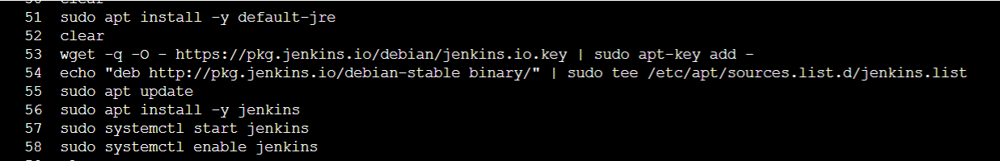 51 sudo apt install -y default-jre
52 clear
53 wget -q -O - https://pkg.jenkins.io/debian/jenkins.io.key | sudo apt-key add -
54 echo "deb http://pkg.jenkins.io/debian-stable binary/" | sudo tee /etc/apt/sources.list.d/jenkins.list
55 sudo apt update
56 sudo apt install -y jenkins
57 sudo systemctl start jenkins
58 sudo systemctl enable jenkins